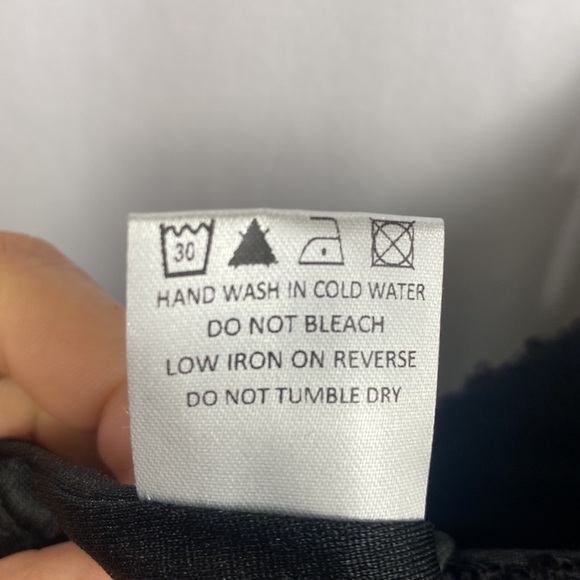 30
HAND WASH IN COLD WATER
DO NOT BLEACH
LOW IRON ON REVERSE
DO NOT TUMBLE DRY